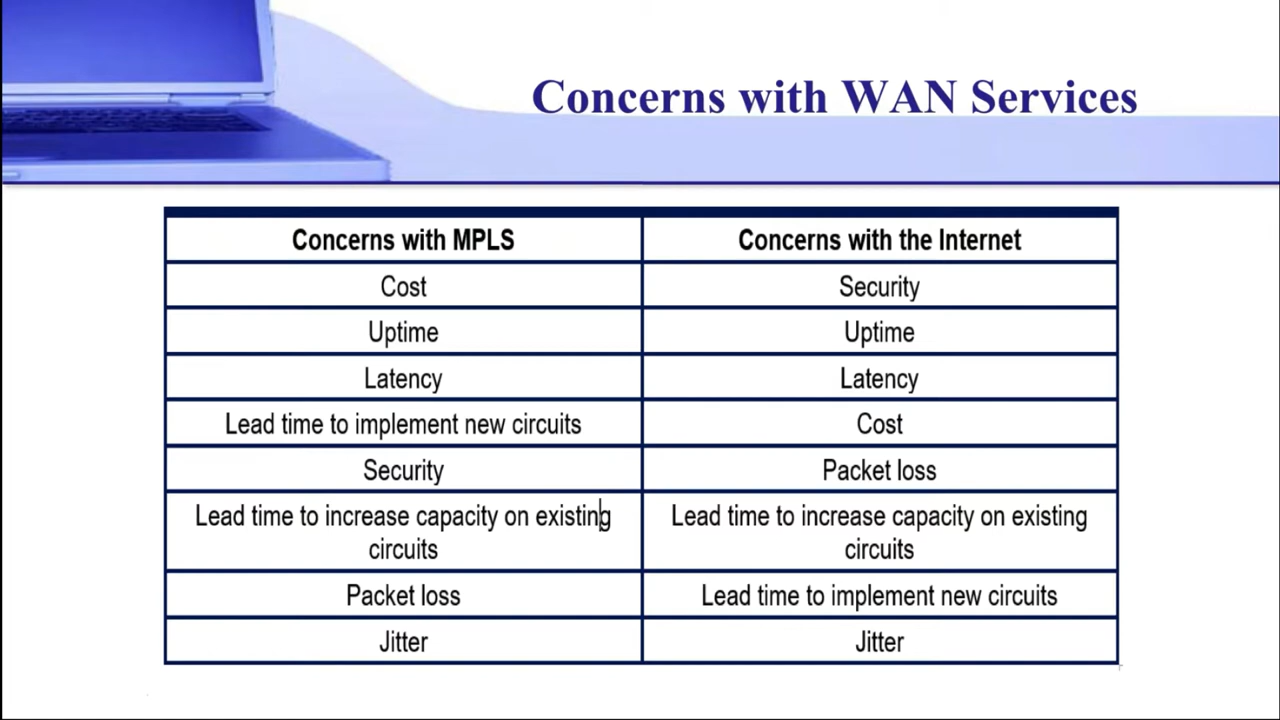 Concerns with WAN Services
Concerns with MPLS
Concerns with the Internet
Cost
Security
Uptime
Uptime
Latency
Latency
Lead time to implement new circuits
Cost
Security
Packet loss
Lead time to increase capacity on existing
circuits
Lead time to increase capacity on existing
circuits
Packet loss
Lead time to implement new circuits
Jitter
Jitter